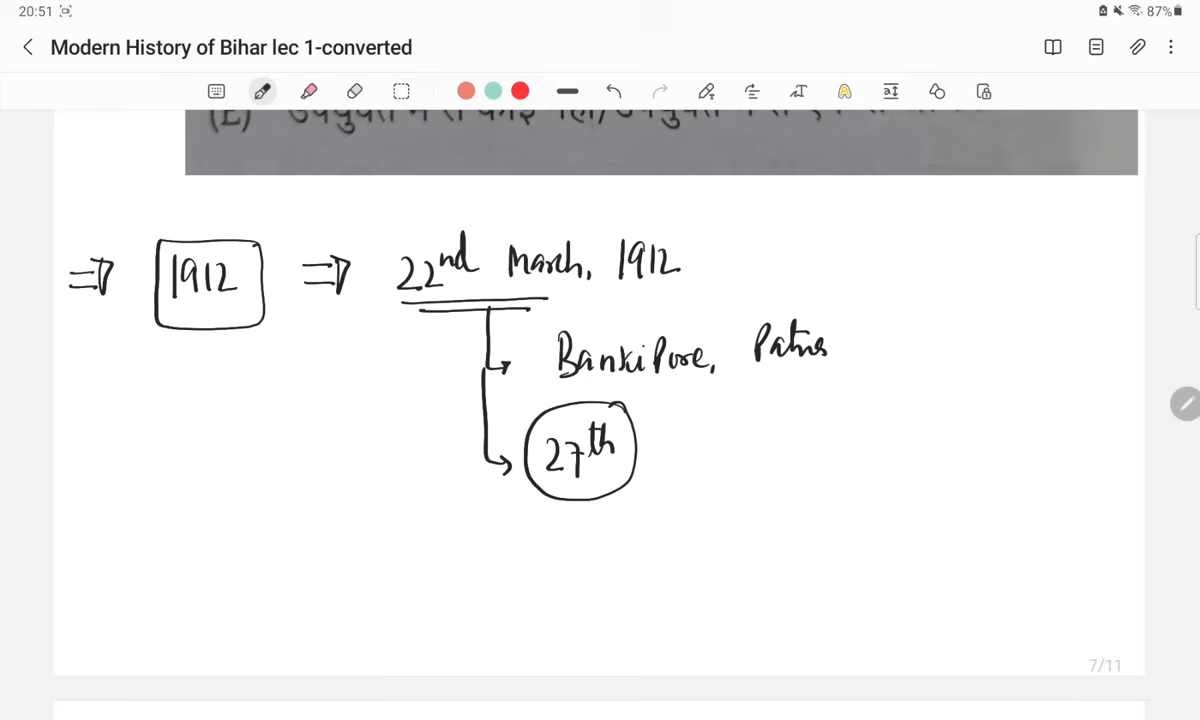 20:51
87%
Modern History of Bihar lec 1-converted
(E)
⇒ 1912 ⇒ 22nd March, 1912
Bankipore, Patna
27th
7/11